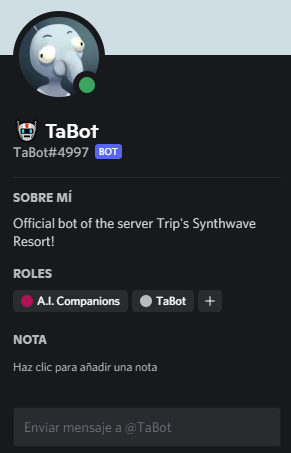 TaBot
TaBot#4997 BOT
SOBRE MÍ
Official bot of the server Trip's Synthwave
Resort!
ROLES
A.I. Companions TaBot +
NOTA
Haz clic para añadir una nota
Enviar mensaje a @TaBot